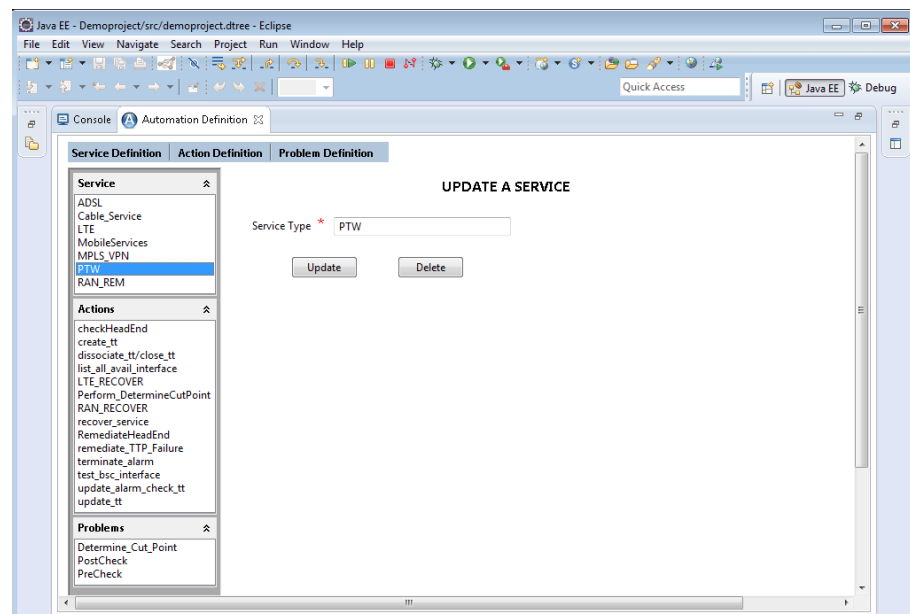 Java EE - Demoproject/src/demoproject.dtree - Eclipse
File Edit View Navigate Search Project Run Window Help
Quick Access
Java EE
Debug
Console
Automation Definition
Service Definition
Action Definition
Problem Definition
Service
ADSL
Cable_Service
LTE
MobileServices
MPLS_VPN
PTW
RAN_REM
Actions
checkHeadEnd
create_tt
dissociate_tt/close_tt
list_all_avail_interface
LTE_RECOVER
Perform_DetermineCutPoint
RAN_RECOVER
recover_service
RemediateHeadEnd
remediate_TTP_Failure
terminate_alarm
test_bsc_interface
update_alarm_check_tt
update_tt
Problems
Determine_Cut_Point
PostCheck
PreCheck
UPDATE A SERVICE
Service Type * PTW
Update
Delete